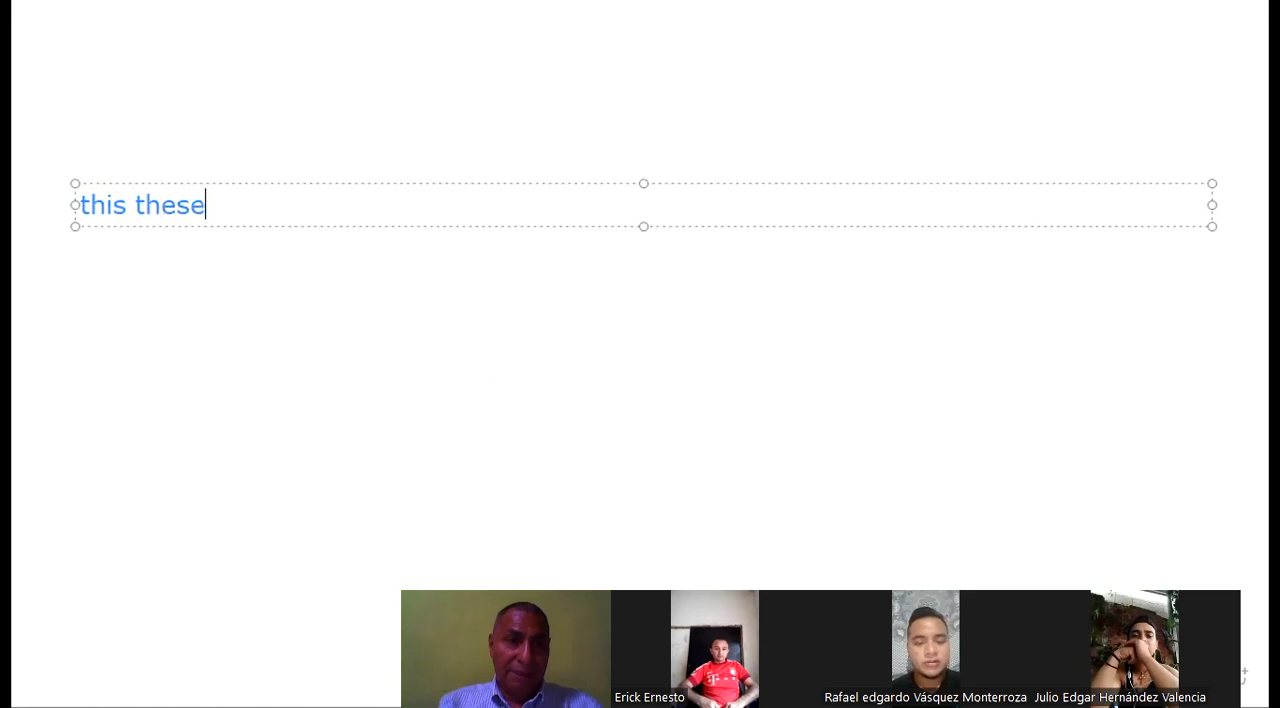 this these
Erick Ernesto
Rafael edgardo Vásquez Monterroza
Julio Edgar Hernández Valencia